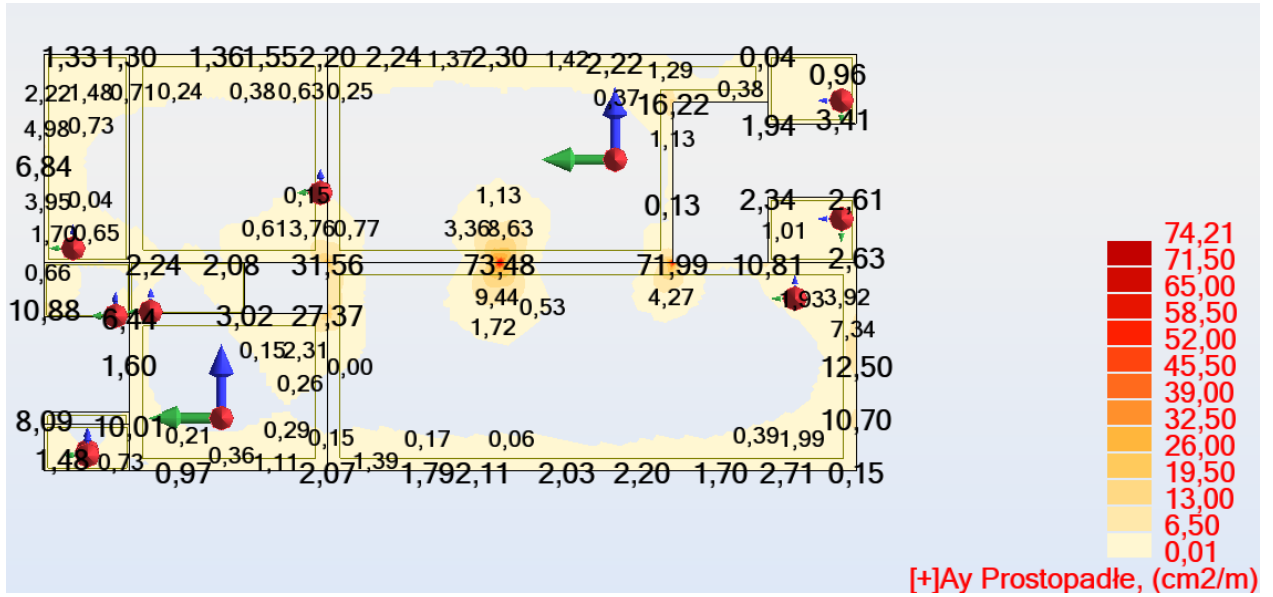 1,33 1,30 1,36 1,55 2,20 2,24 1,37 2,30 1,42 2,22 1,29 0,04
2,22 1,48 0,71 0,24 0,38 0,63 0,25 0,37 16,22 0,38 0,96
4,98 0,73 1,13 1,94 3,41
6,84
3,95 0,04 0,15 1,13 0,13 2,34 2,61
1,70 0,65 0,61 3,76 0,77 3,36 8,63 1,01
0,66 2,24 2,08 31,56 73,48 71,99 10,81 2,63
10,88 6,44 3,02 27,37 9,44 0,53 4,27 1,93 3,92
1,72 7,34
1,60 0,15 2,31 0,00 12,50
0,26
8,09 10,01 0,21 0,29 0,15 0,17 0,06 0,39 1,99 10,70
1,48 0,73 0,97 0,36 1,11 2,07 1,39 1,79 2,11 2,03 2,20 1,70 2,71 0,15
74,21
71,50
65,00
58,50
52,00
45,50
39,00
32,50
26,00
19,50
13,00
6,50
0,01
[+]Ay Prostopadłe, (cm2/m)